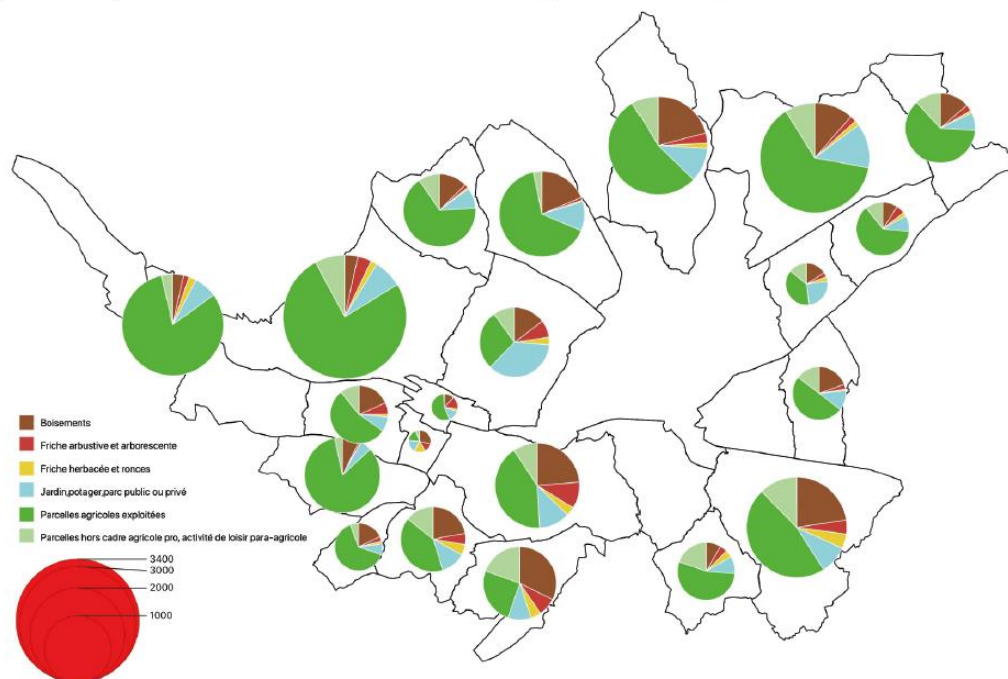 Boisements
Friche arbustive et arborescente
Friche herbacée et ronces
Jardin,potager,parc public ou privé
Parcelles agricoles exploitées
Parcelles hors cadre agricole pro, activité de loisir para-agricole
3400
3000
2000
1000